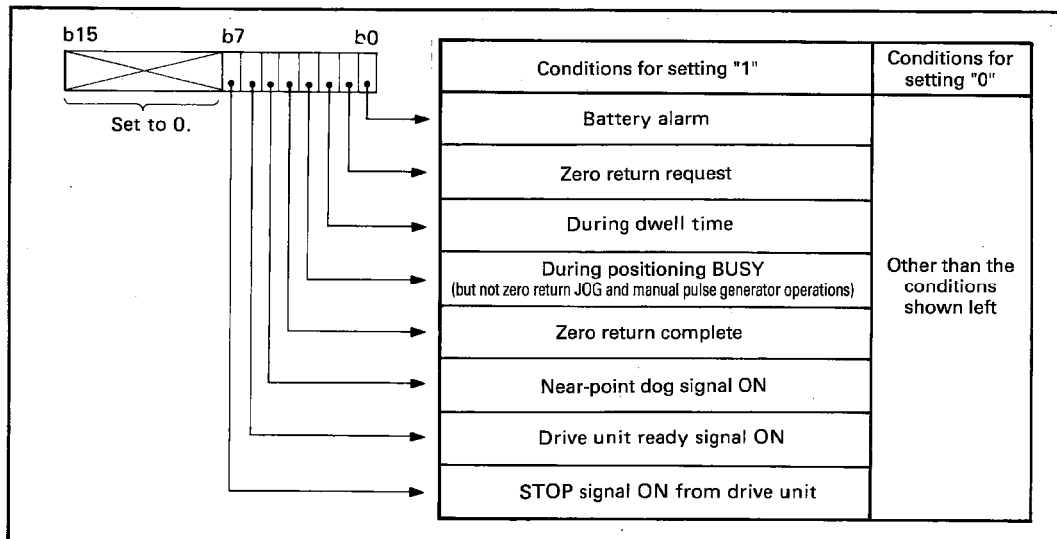 b15 b7 b0
Set to 0.
Conditions for setting "1"
Conditions for
setting "0"
Battery alarm
Zero return request
During dwell time
During positioning BUSY
(but not zero return JOG and manual pulse generator operations)
Zero return complete
Near-point dog signal ON
Drive unit ready signal ON
STOP signal ON from drive unit
Other than the
conditions
shown left